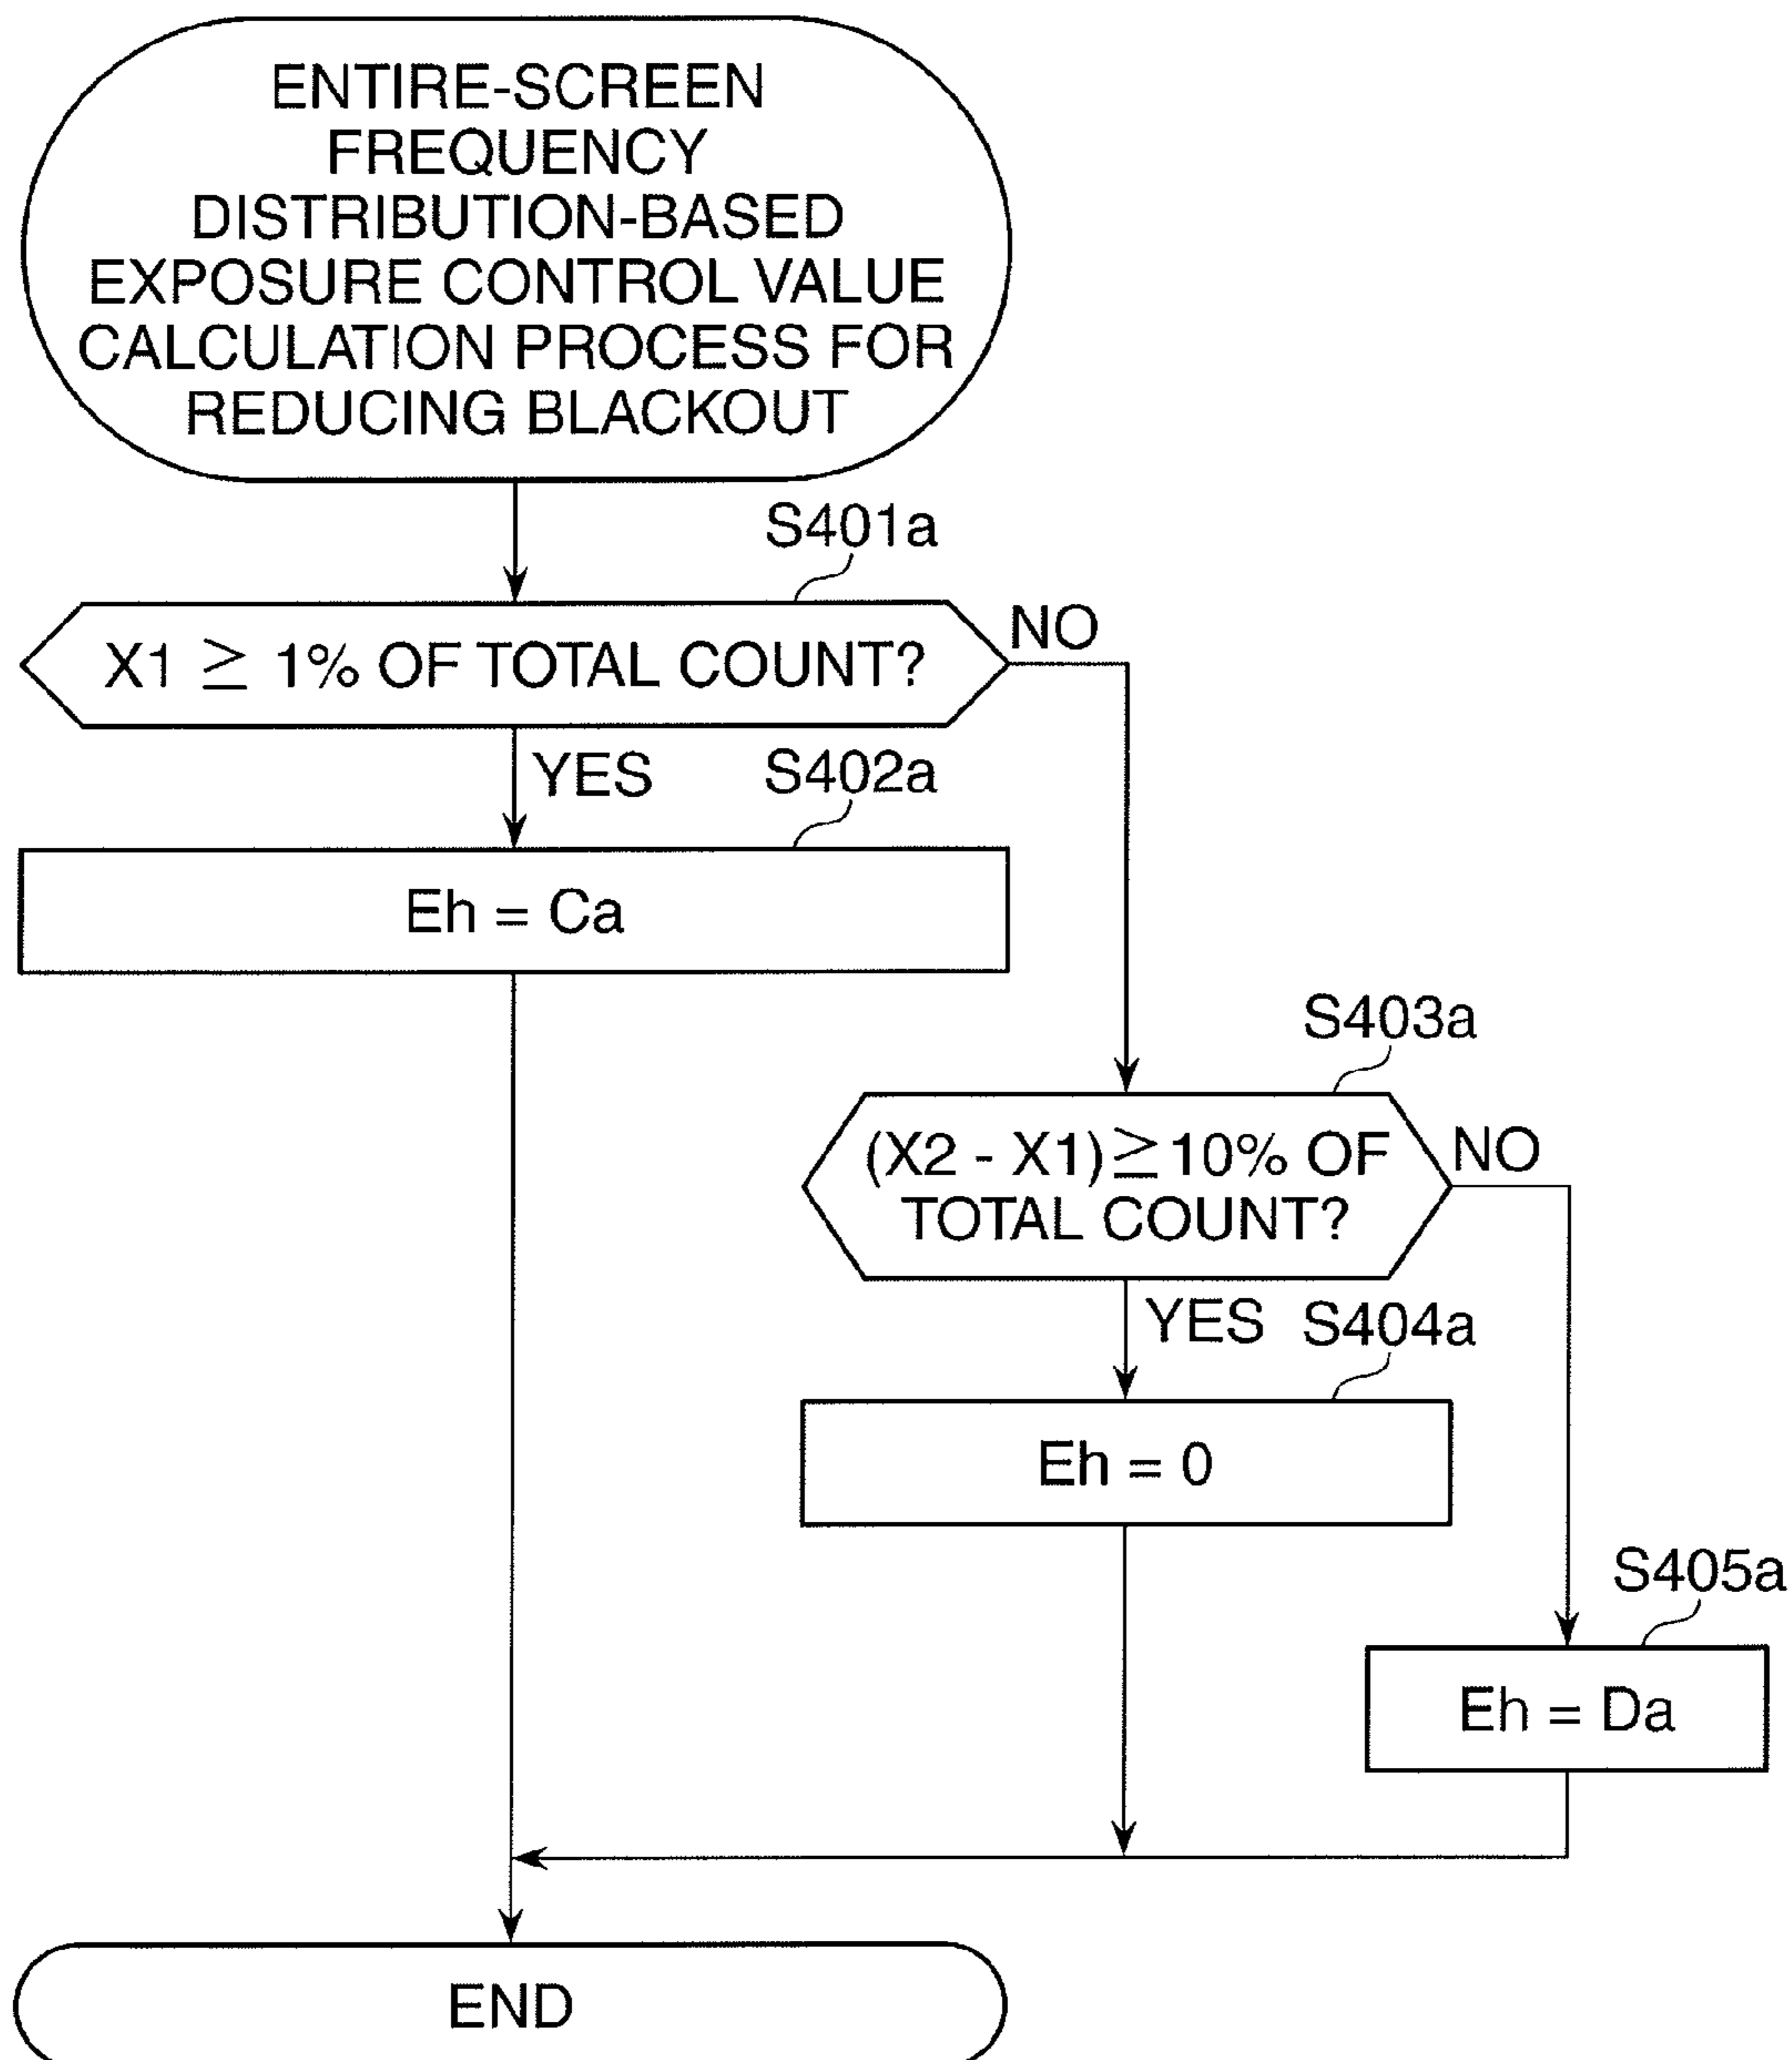 ENTIRE-SCREEN
FREQUENCY
DISTRIBUTION-BASED
EXPOSURE CONTROL VALUE
CALCULATION PROCESS FOR
REDUCING BLACKOUT
S401a
X1 ≧ 1% OF TOTAL COUNT?
NO
YES
S402a
Eh = Ca
S403a
(X2 - X1) ≧ 10% OF
TOTAL COUNT?
NO
YES
S404a
Eh = 0
S405a
Eh = Da
END